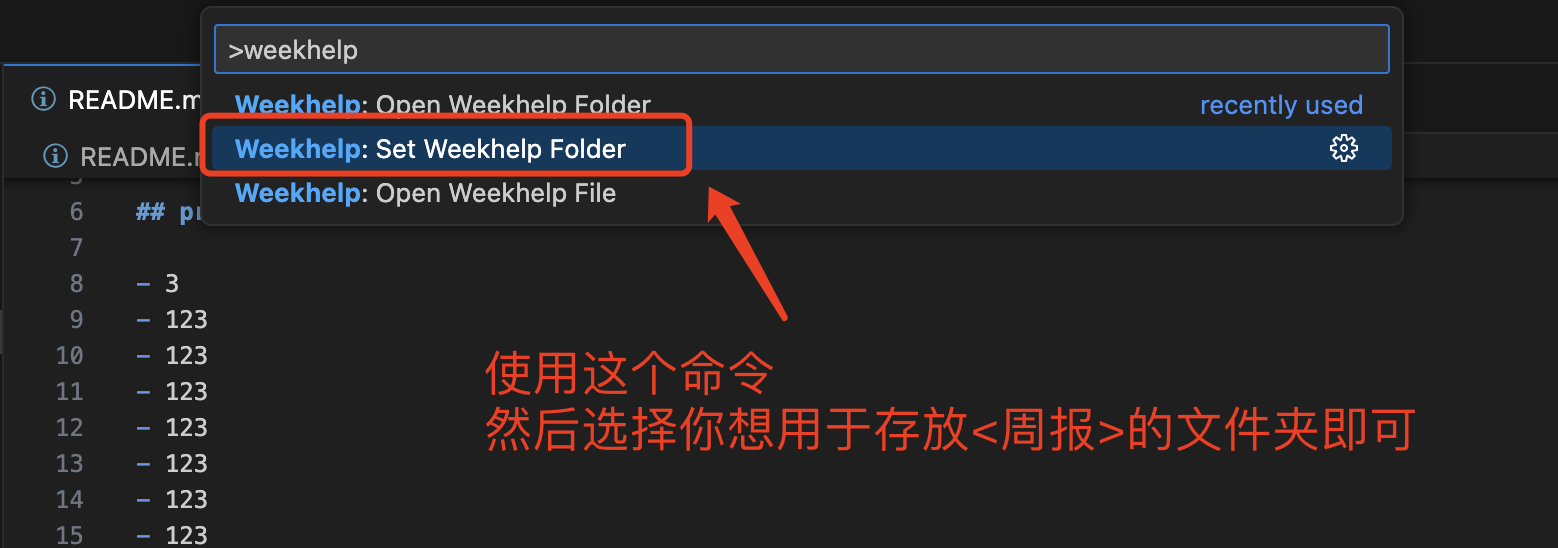 >weekhelp
README.m
Weekhelp: Open Weekhelp Folder recently used
Weekhelp: Set Weekhelp Folder
README.
Weekhelp: Open Weekhelp File
5
6 ## pr
7
8 - 3
9 - 123
10 - 123
11 - 123
12 - 123
13 - 123
14 - 123
15 - 123
使用这个命令
然后选择你想用于存放<周报>的文件夹即可